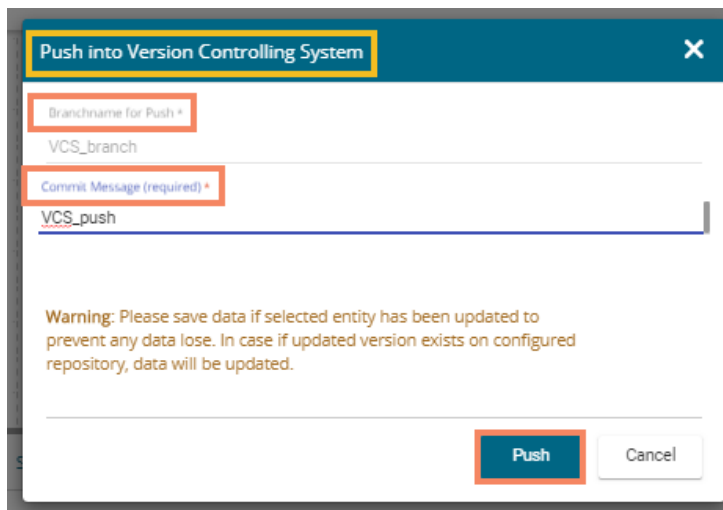 Push into Version Controlling System
Branchname for Push *
VCS_branch
Commit Message (required) *
VCS_push
Warning: Please save data if selected entity has been updated to
prevent any data lose. In case if updated version exists on configured
repository, data will be updated.
Push Cancel